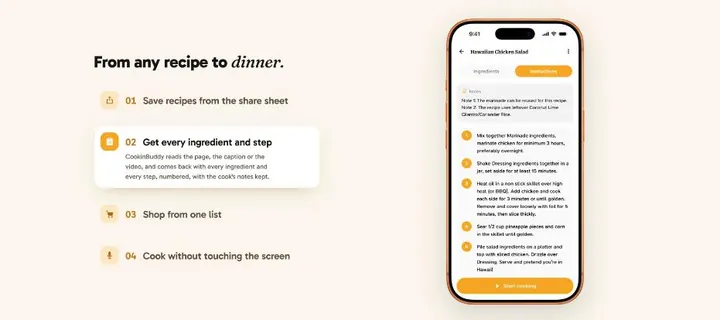 From any recipe to dinner.
01 Save recipes from the share sheet
02 Get every ingredient and step
CookinBuddy reads the page, the caption or the
video, and comes back with every ingredient and
every step, numbered, with the cook's notes kept.
03 Shop from one list
04 Cook without touching the screen
9:41
Hawaiian Chicken Salad
Ingredients
Instructions
Notes
Note 1: The marinade can be reused for this recipe.
Note 2: The recipe uses leftover Coconut Lime
Cilantro/Coriander Rice.
1 Mix together Marinade ingredients,
marinate chicken for minimum 3 hours,
preferably overnight.
2 Shake Dressing ingredients together in a
jar, set aside for at least 15 minutes.
3 Heat oil in a non stick skillet over high
heat (or BBQ). Add chicken and cook
each side for 3 minutes or until golden.
Remove and cover loosely with foil for 5
minutes, then slice thickly.
4 Sear 1/2 cup pineapple pieces and corn
in the skillet until golden.
5 Pile salad ingredients on a platter and
top with sliced chicken. Drizzle over
Dressing. Serve and pretend you're in
Hawaii!
Start cooking